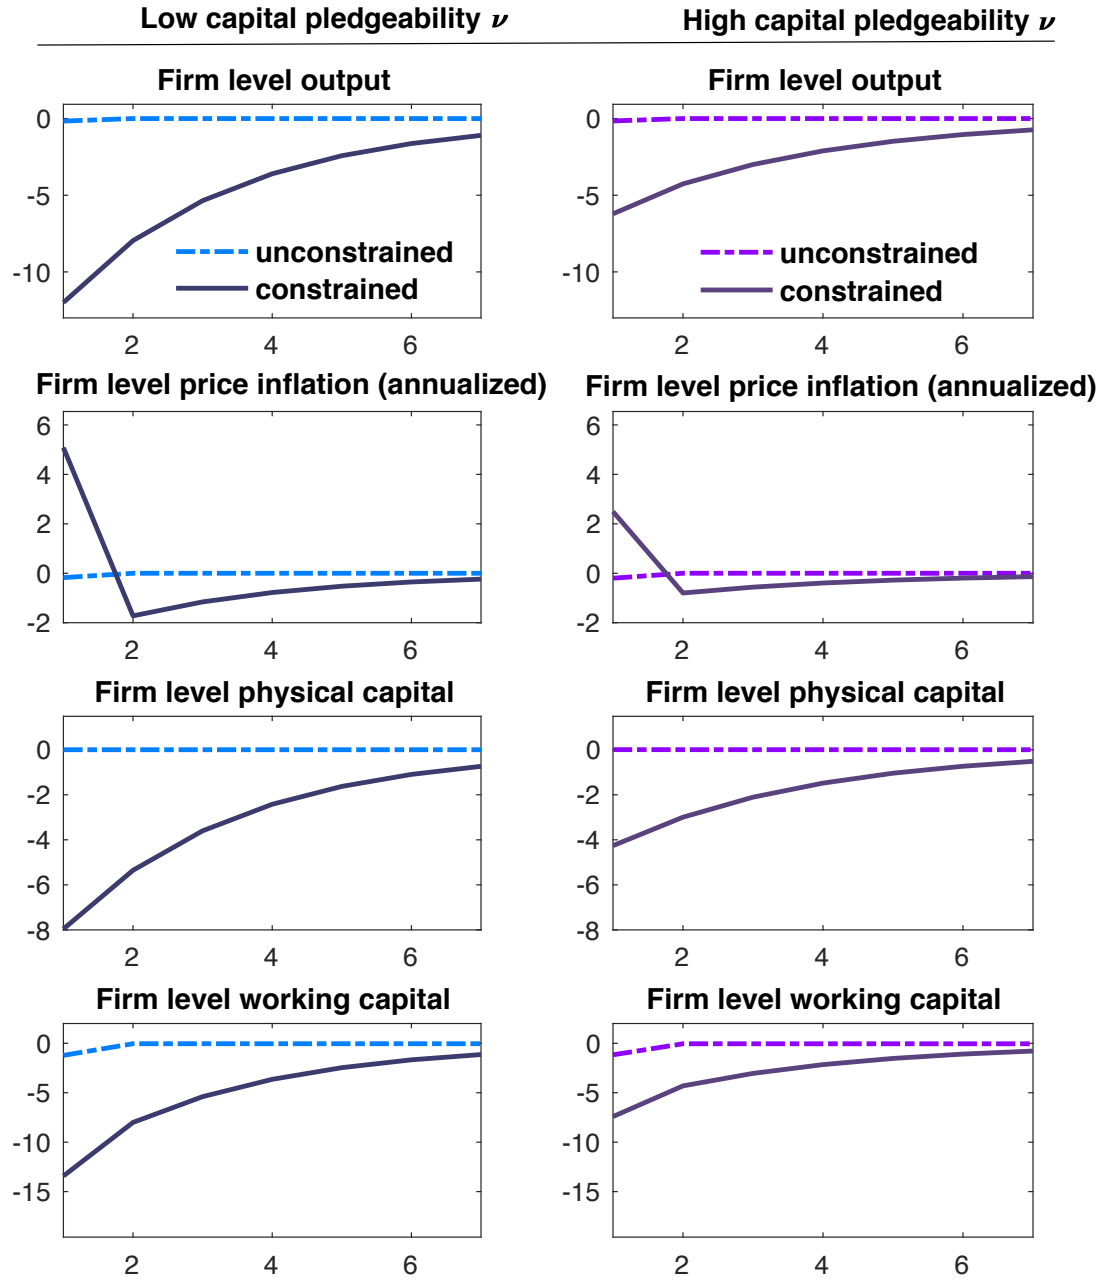 Low capital pledgeability ν High capital pledgeability ν
Firm level output Firm level output
0 0
-5 -5
unconstrained unconstrained
-10 constrained -10 constrained
2 4 6 2 4 6
Firm level price inflation (annualized) Firm level price inflation (annualized)
6 6
4 4
2 2
0 0
-2 -2
2 4 6 2 4 6
Firm level physical capital Firm level physical capital
0 0
-2 -2
-4 -4
-6 -6
-8 -8
2 4 6 2 4 6
Firm level working capital Firm level working capital
0 0
-5 -5
-10 -10
-15 -15
2 4 6 2 4 6